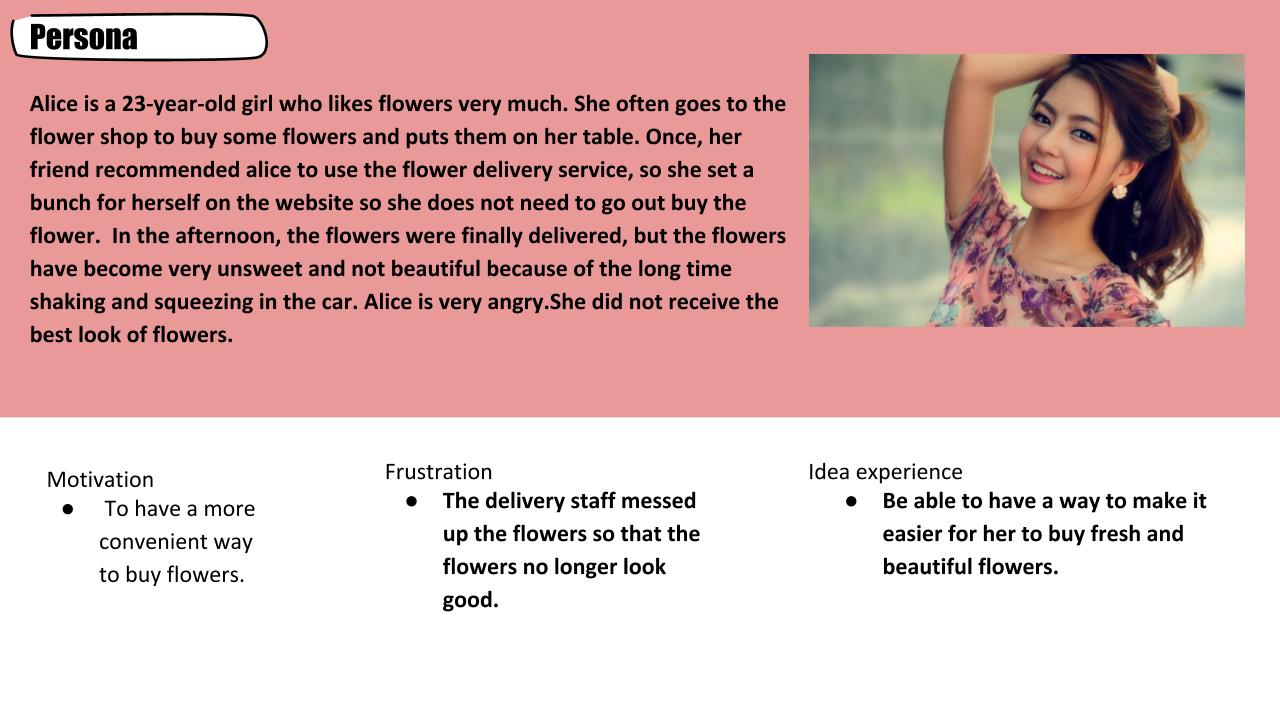 Persona
Alice is a 23-year-old girl who likes flowers very much. She often goes to the
flower shop to buy some flowers and puts them on her table. Once, her
friend recommended alice to use the flower delivery service, so she set a
bunch for herself on the website so she does not need to go out buy the
flower.  In the afternoon, the flowers were finally delivered, but the flowers
have become very unsweet and not beautiful because of the long time
shaking and squeezing in the car. Alice is very angry.She did not receive the
best look of flowers.
Motivation
● To have a more
convenient way
to buy flowers.
Frustration
● The delivery staff messed
up the flowers so that the
flowers no longer look
good.
Idea experience
● Be able to have a way to make it
easier for her to buy fresh and
beautiful flowers.